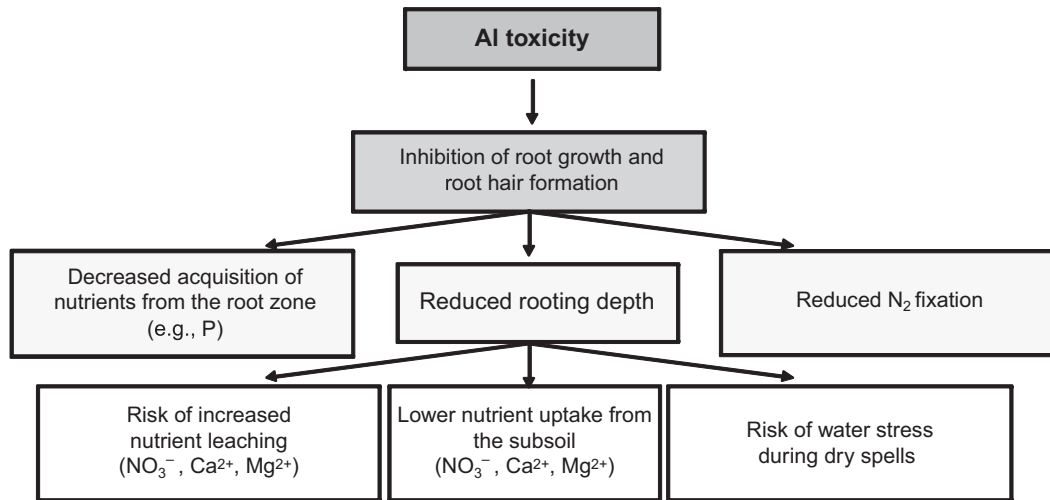 Al toxicity
Inhibition of root growth and
root hair formation
Decreased acquisition of
nutrients from the root zone
(e.g., P)
Reduced rooting depth
Reduced N₂ fixation
Risk of increased
nutrient leaching
(NO₃⁻, Ca²⁺, Mg²⁺)
Lower nutrient uptake from
the subsoil
(NO₃⁻, Ca²⁺, Mg²⁺)
Risk of water stress
during dry spells